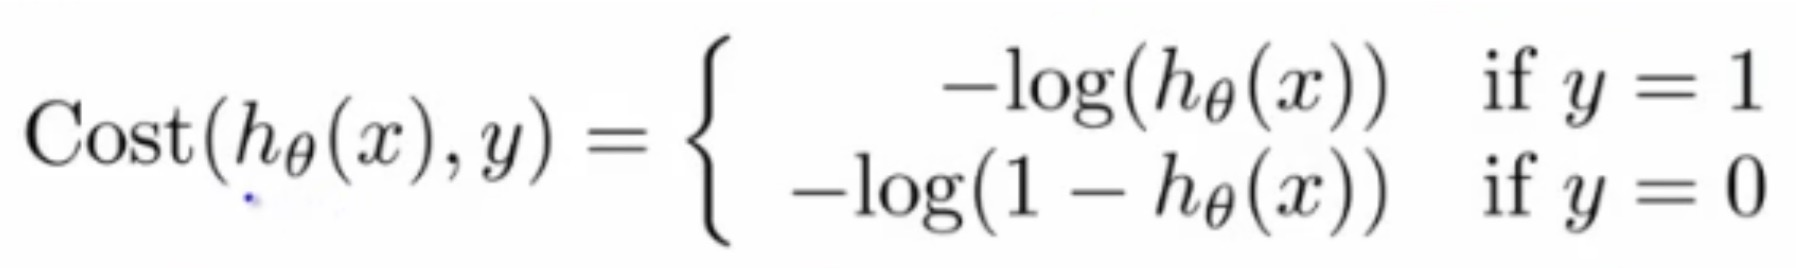 Cost(hθ(x), y) = { −log(hθ(x)) if y = 1
−log(1 − hθ(x)) if y = 0